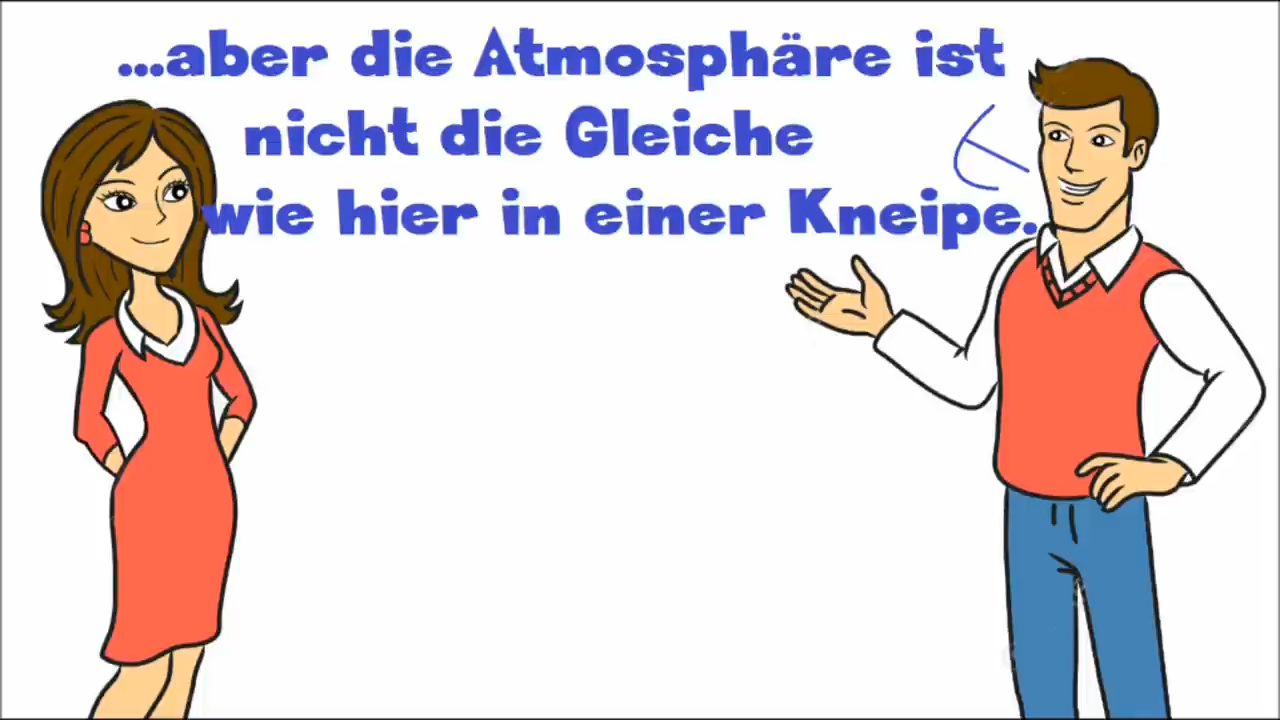 ...aber die Atmosphäre ist
nicht die Gleiche
wie hier in einer Kneipe.